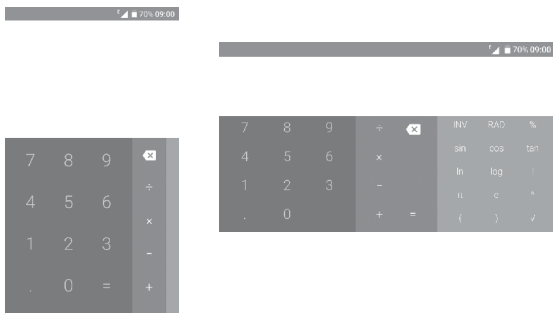 70% 09:00
7 8 9
÷
4 5 6
×
1 2 3
−
. 0 =
+
70% 09:00
7 8 9 ÷ INV RAD %
4 5 6 × sin cos tan
1 2 3 − ln log !
. 0 + = π e ^
( ) √